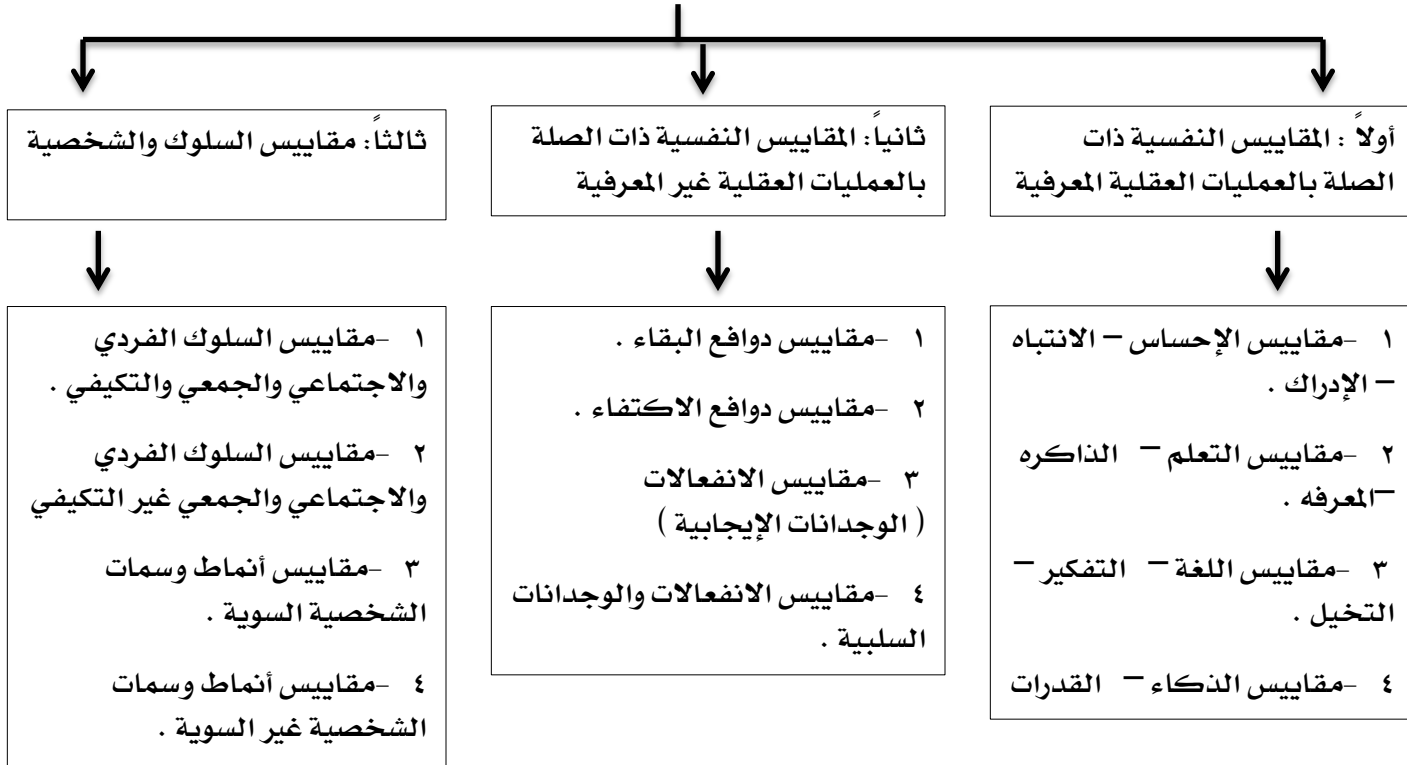 أولاً : المقاييس النفسية ذات
الصلة بالعمليات العقلية المعرفية
ثانياً: المقاييس النفسية ذات الصلة
بالعمليات العقلية غير المعرفية
ثالثاً: مقاييس السلوك والشخصية
١ -مقاييس الإحساس – الانتباه
– الإدراك .
٢ -مقاييس التعلم – الذاكره
–المعرفه .
٣ -مقاييس اللغة – التفكير –
التخيل .
٤ -مقاييس الذكاء – القدرات
١ -مقاييس دوافع البقاء .
٢ -مقاييس دوافع الاكتفاء .
٣ -مقاييس الانفعالات
( الوجدانات الإيجابية )
٤ -مقاييس الانفعالات والوجدانات
السلبية .
١ -مقاييس السلوك الفردي
والاجتماعي والجمعي والتكيفي .
٢ -مقاييس السلوك الفردي
والاجتماعي والجمعي غير التكيفي
٣ -مقاييس أنماط وسمات
الشخصية السوية .
٤ -مقاييس أنماط وسمات
الشخصية غير السوية .